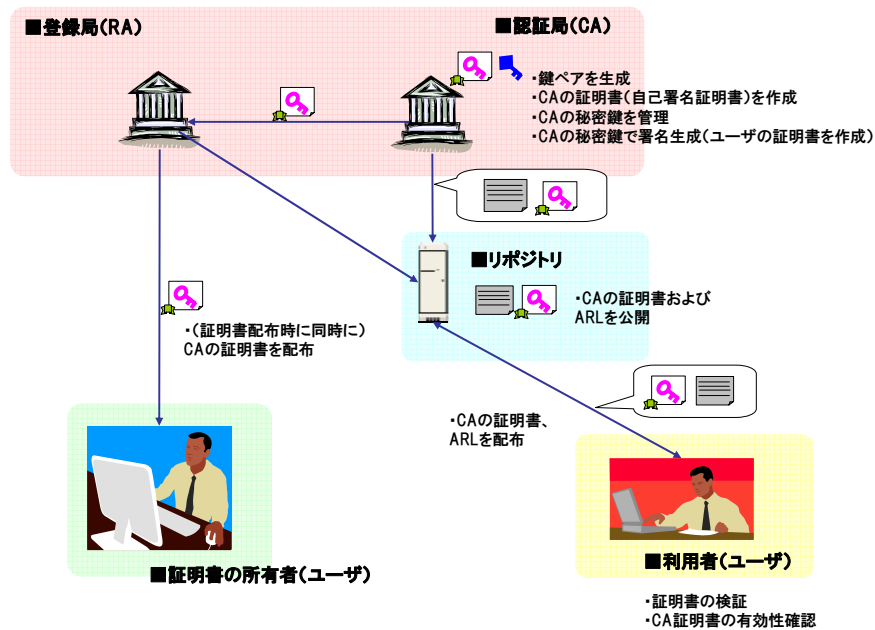 ■登録局(RA)
■認証局(CA)
・鍵ペアを生成
・CAの証明書(自己署名証明書)を作成
・CAの秘密鍵を管理
・CAの秘密鍵で署名生成(ユーザの証明書を作成)
■リポジトリ
・CAの証明書および
ARLを公開
・(証明書配布時に同時に)
CAの証明書を配布
・CAの証明書、
ARLを配布
■証明書の所有者(ユーザ)
■利用者(ユーザ)
・証明書の検証
・CA証明書の有効性確認